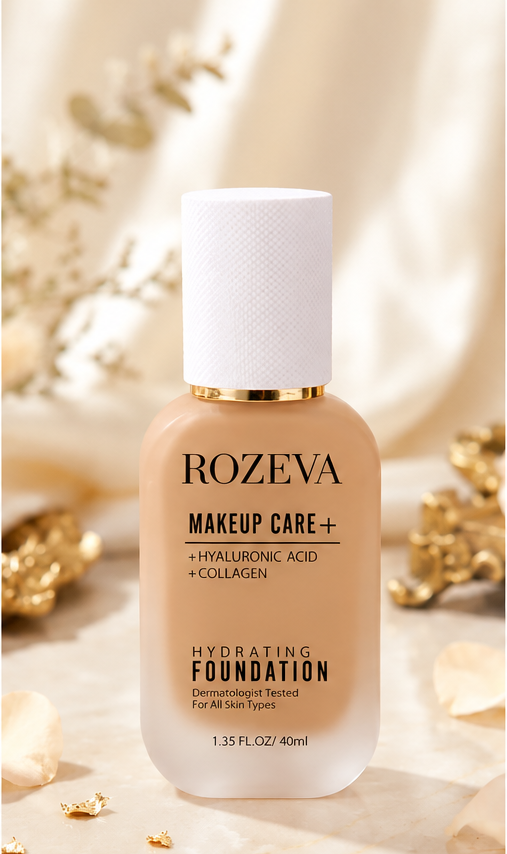 ROZEVA
MAKEUP CARE+
+HYALURONIC ACID
+COLLAGEN
HYDRATING
FOUNDATION
Dermatologist Tested
For All Skin Types
1.35 FL.OZ/ 40ml